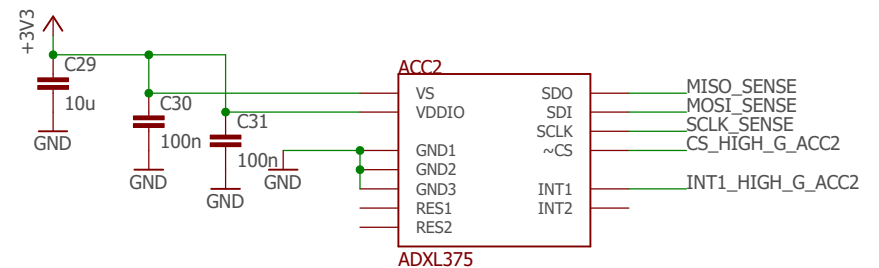 +3V3
C29
10u
GND
C30
100n
GND
C31
100n
GND
GND
ACC2
VS
VDDIO
GND1
GND2
GND3
RES1
RES2
SDO
SDI
SCLK
~CS
INT1
INT2
MISO_SENSE
MOSI_SENSE
SCLK_SENSE
CS_HIGH_G_ACC2
INT1_HIGH_G_ACC2
ADXL375